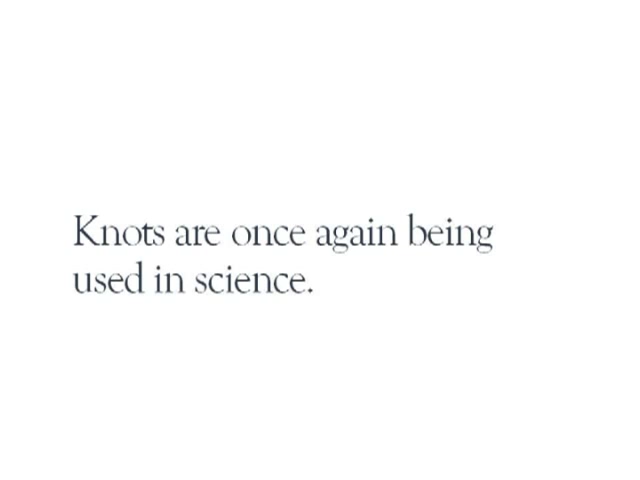 Knots are once again being
used in science.